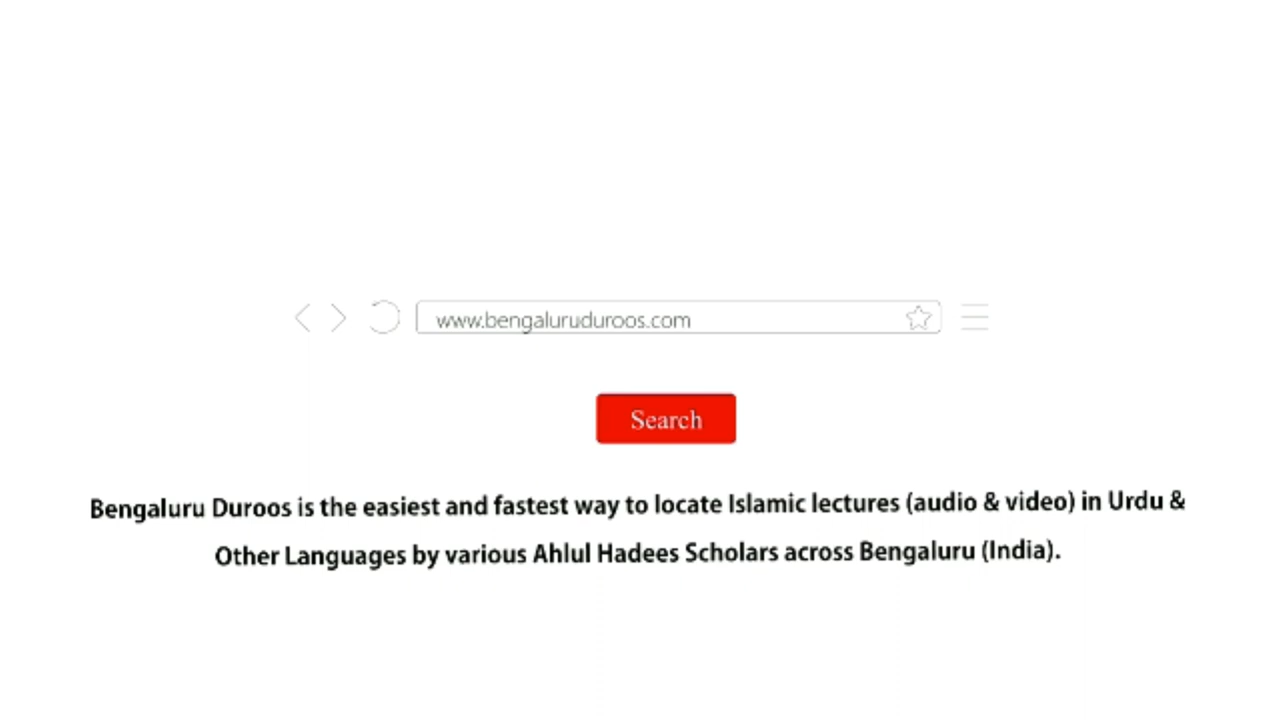 www.bengaluruduroos.com
Search
Bengaluru Duroos is the easiest and fastest way to locate Islamic lectures (audio & video) in Urdu &
Other Languages by various Ahlul Hadees Scholars across Bengaluru (India).